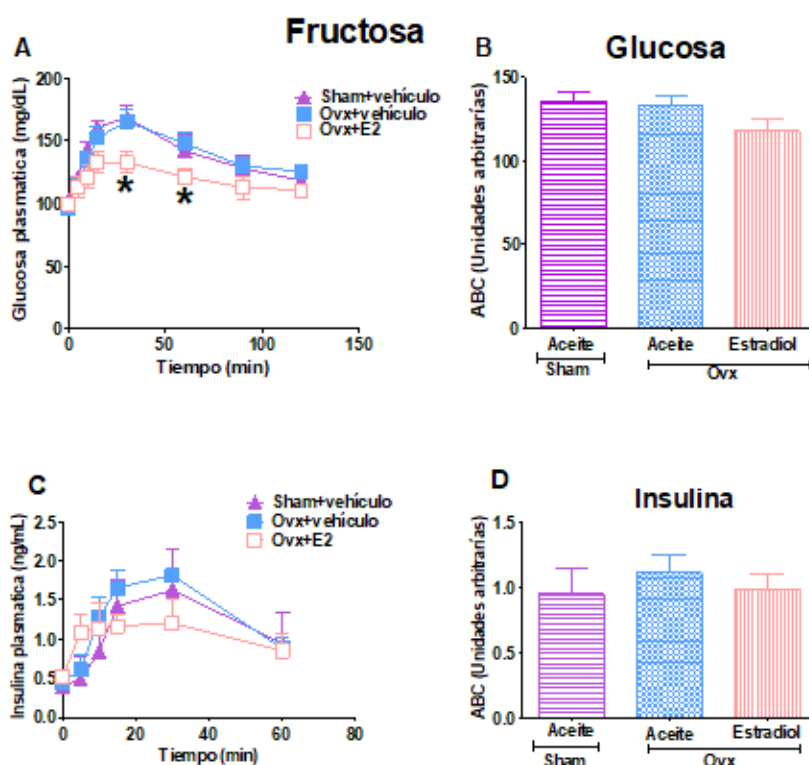 Fructosa
A
Glucosa plasmatica (mg/dL)
200
150
100
50
0
0 50 100 150
Tiempo (min)
Sham+vehículo
Ovx+vehículo
Ovx+E2
* *
B
Glucosa
ABC (Unidades arbitrarías)
150
100
50
0
Aceite Aceite Estradiol
Sham Ovx
C
Insulina plasmatica (ng/mL)
2.5
2.0
1.5
1.0
0.5
0.0
0 20 40 60 80
Tiempo (min)
Sham+vehículo
Ovx+vehículo
Ovx+E2
D
Insulina
ABC (Unidades arbitrarías)
1.5
1.0
0.5
0.0
Aceite Aceite Estradiol
Sham Ovx